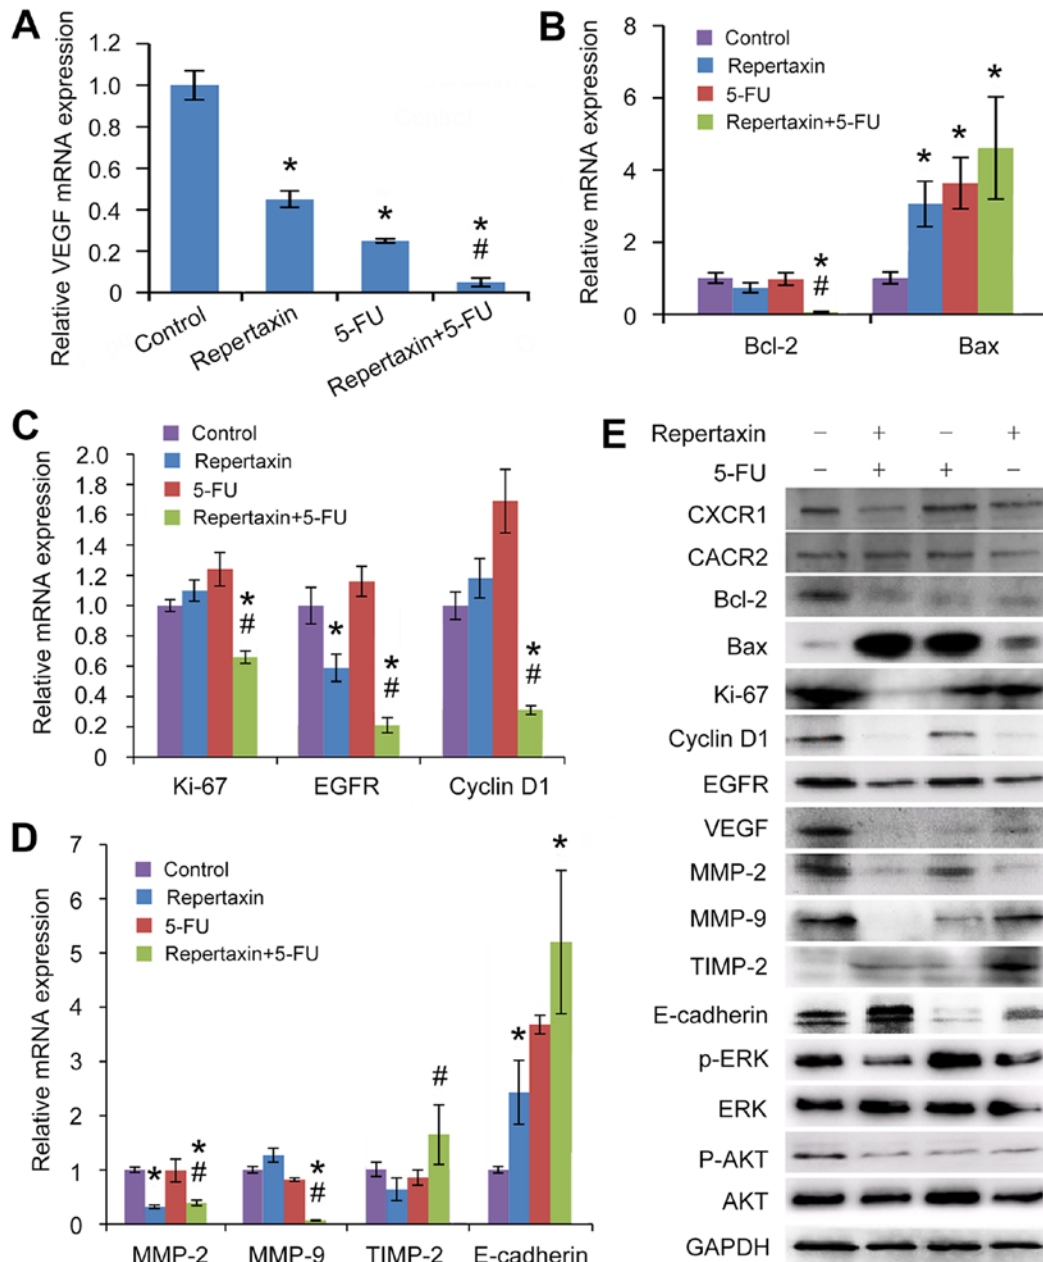 A
Relative VEGF mRNA expression
1.2
1.0
0.8
0.6
0.4
0.2
0
*
*
*
#
Control
Repertaxin
5-FU
Repertaxin+5-FU
B
Relative mRNA expression
8
6
4
2
0
Control
Repertaxin
5-FU
Repertaxin+5-FU
*
#
*
*
*
Bcl-2
Bax
C
Relative mRNA expression
Control
Repertaxin
5-FU
Repertaxin+5-FU
2.0
1.8
1.6
1.4
1.2
1.0
0.8
0.6
0.4
0.2
0
*
#
*
*
#
*
#
Ki-67
EGFR
Cyclin D1
D
Relative mRNA expression
7
6
5
4
3
2
1
0
Control
Repertaxin
5-FU
Repertaxin+5-FU
*
*
#
*
#
#
*
*
MMP-2
MMP-9
TIMP-2
E-cadherin
E
Repertaxin − + − +
5-FU − + + −
CXCR1
CACR2
Bcl-2
Bax
Ki-67
Cyclin D1
EGFR
VEGF
MMP-2
MMP-9
TIMP-2
E-cadherin
p-ERK
ERK
P-AKT
AKT
GAPDH